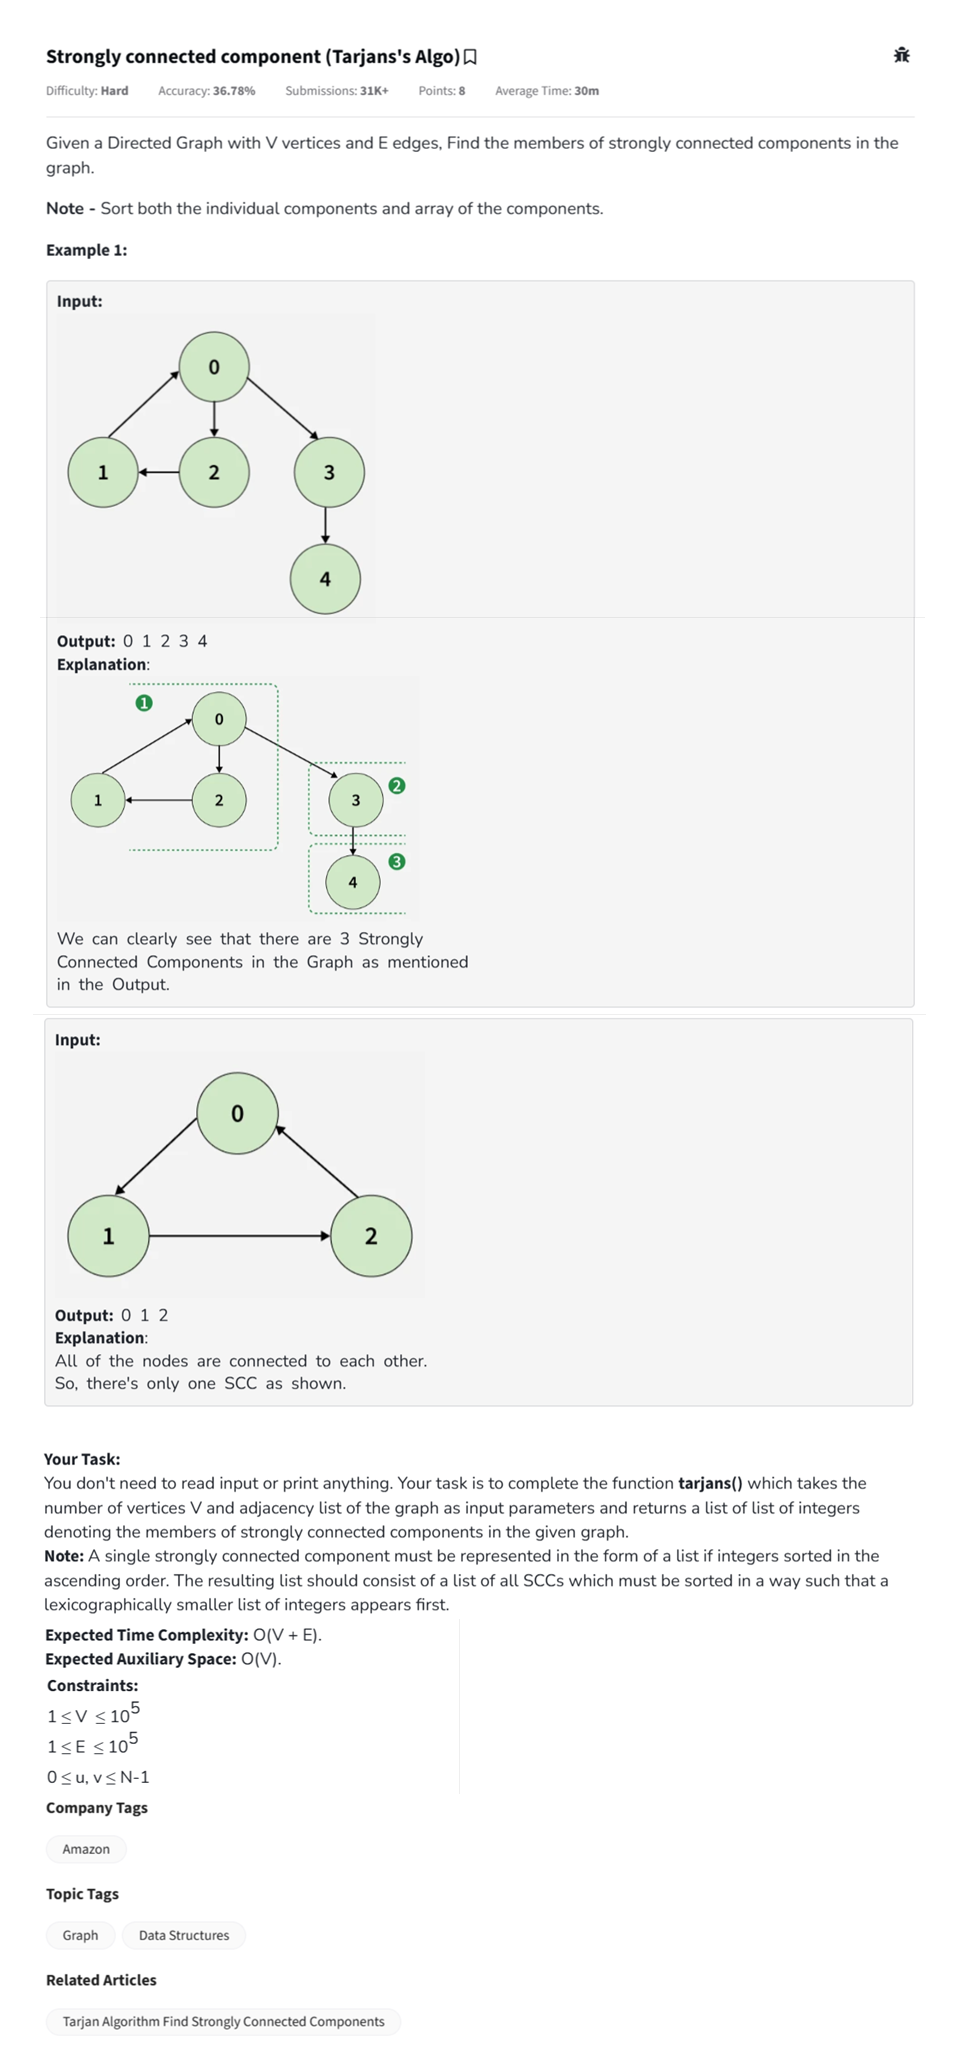 Strongly connected component (Tarjans's Algo)
Difficulty: Hard Accuracy: 36.78% Submissions: 31K+ Points: 8 Average Time: 30m
Given a Directed Graph with V vertices and E edges, Find the members of strongly connected components in the
graph.
Note - Sort both the individual components and array of the components.
Example 1:
Input:
0
1 2 3
4
Output: 0 1 2 3 4
Explanation:
1
0
2
1 2 3
3
4
We can clearly see that there are 3 Strongly
Connected Components in the Graph as mentioned
in the Output.
Input:
0
1 2
Output: 0 1 2
Explanation:
All of the nodes are connected to each other.
So, there's only one SCC as shown.
Your Task:
You don't need to read input or print anything. Your task is to complete the function tarjans() which takes the
number of vertices V and adjacency list of the graph as input parameters and returns a list of list of integers
denoting the members of strongly connected components in the given graph.
Note: A single strongly connected component must be represented in the form of a list if integers sorted in the
ascending order. The resulting list should consist of a list of all SCCs which must be sorted in a way such that a
lexicographically smaller list of integers appears first.
Expected Time Complexity: O(V + E).
Expected Auxiliary Space: O(V).
Constraints:
1 ≤ V ≤ 10^5
1 ≤ E ≤ 10^5
0 ≤ u, v ≤ N-1
Company Tags
Amazon
Topic Tags
Graph Data Structures
Related Articles
Tarjan Algorithm Find Strongly Connected Components